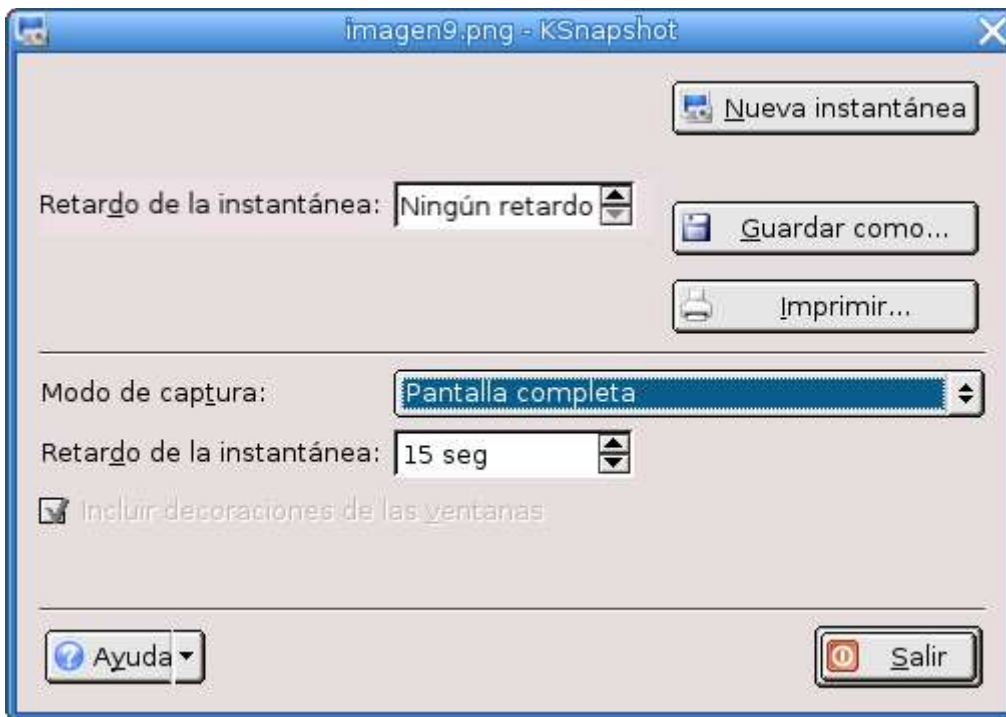 imagen9.png - KSnapshot
Nueva instantánea
Retardo de la instantánea: Ningún retardo
Guardar como...
Imprimir...
Modo de captura: Pantalla completa
Retardo de la instantánea: 15 seg
Incluir decoraciones de las ventanas
Ayuda
Salir